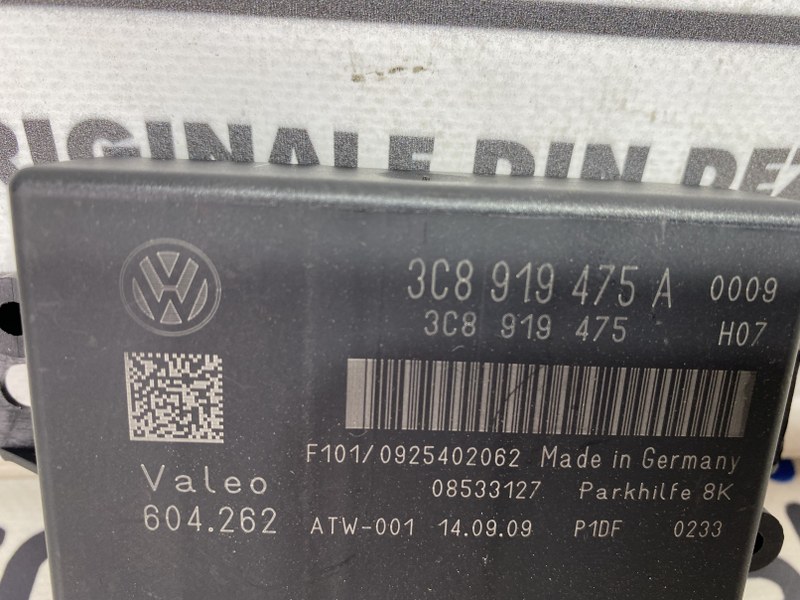 ORIGINALE DIN DEZ
3C8 919 475 A 0009
3C8 919 475 H07
F101/0925402062 Made in Germany
Valeo 08533127 Parkhilfe 8K
604.262 ATW-001 14.09.09 P1DF 0233